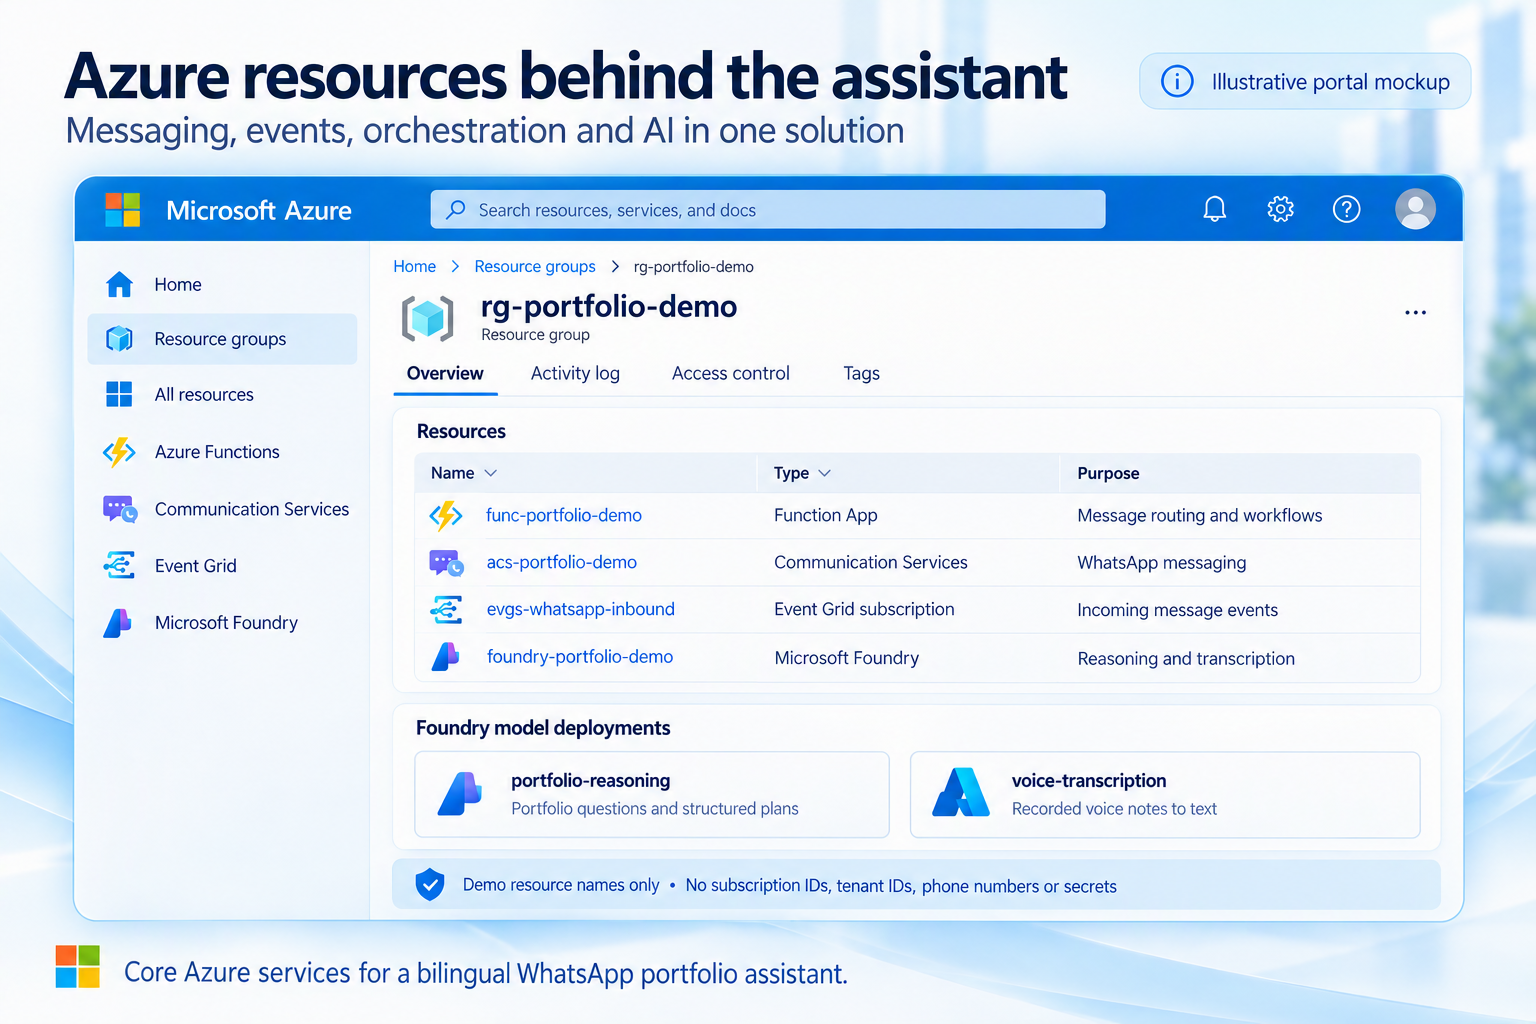 Azure resources behind the assistant
Messaging, events, orchestration and AI in one solution
Illustrative portal mockup
Microsoft Azure
Search resources, services, and docs
Home
Resource groups
All resources
Azure Functions
Communication Services
Event Grid
Microsoft Foundry
Home > Resource groups > rg-portfolio-demo
rg-portfolio-demo
Resource group
Overview Activity log Access control Tags
Resources
Name Type Purpose
func-portfolio-demo Function App Message routing and workflows
acs-portfolio-demo Communication Services WhatsApp messaging
evgs-whatsapp-inbound Event Grid subscription Incoming message events
foundry-portfolio-demo Microsoft Foundry Reasoning and transcription
Foundry model deployments
portfolio-reasoning
Portfolio questions and structured plans
voice-transcription
Recorded voice notes to text
Demo resource names only • No subscription IDs, tenant IDs, phone numbers or secrets
Core Azure services for a bilingual WhatsApp portfolio assistant.